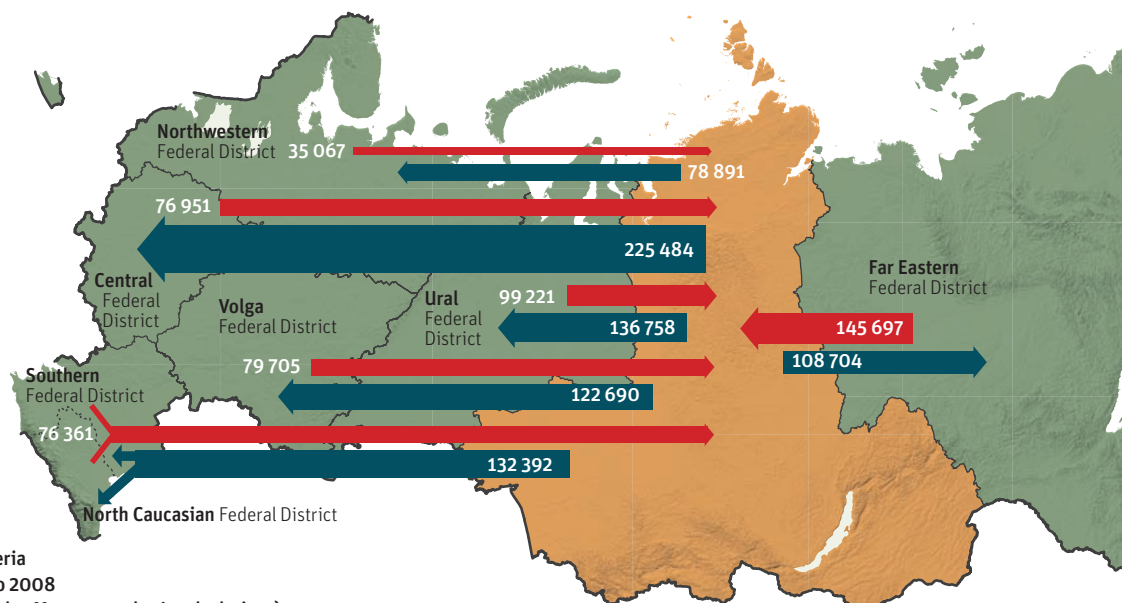 Northwestern
Federal District
35 067
78 891
76 951
225 484
Central
Federal
District
Volga
Federal District
Ural
Federal
District
99 221
136 758
Far Eastern
Federal District
145 697
108 704
79 705
122 690
Southern
Federal District
76 361
132 392
North Caucasian Federal District
2008